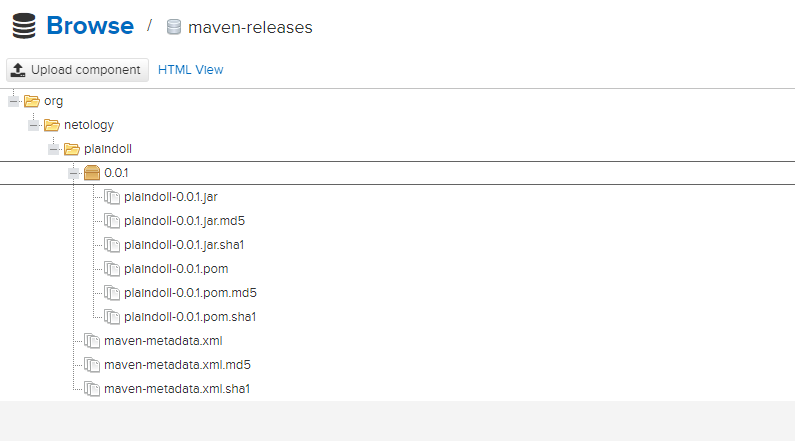 Browse / maven-releases
Upload component HTML View
org
netology
plaindoll
0.0.1
plaindoll-0.0.1.jar
plaindoll-0.0.1.jar.md5
plaindoll-0.0.1.jar.sha1
plaindoll-0.0.1.pom
plaindoll-0.0.1.pom.md5
plaindoll-0.0.1.pom.sha1
maven-metadata.xml
maven-metadata.xml.md5
maven-metadata.xml.sha1